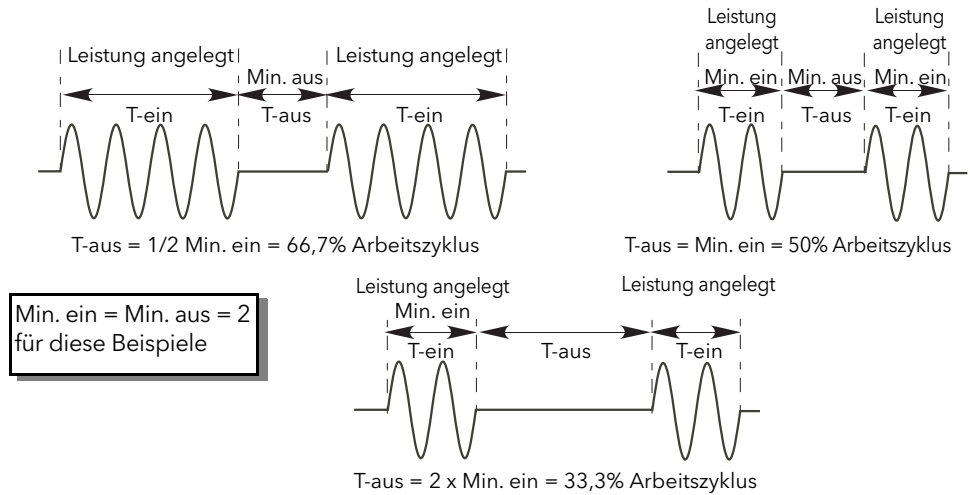 Leistung angelegt
Leistung angelegt
Min. aus
T-ein
T-aus
T-ein
T-aus = 1/2 Min. ein = 66,7% Arbeitszyklus
Leistung
angelegt
Leistung
angelegt
Min. ein
Min. aus
Min. ein
T-ein
T-aus
T-ein
T-aus = Min. ein = 50% Arbeitszyklus
Min. ein = Min. aus = 2
für diese Beispiele
Leistung angelegt
Leistung angelegt
Min. ein
T-ein
T-aus
T-ein
T-aus = 2 x Min. ein = 33,3% Arbeitszyklus